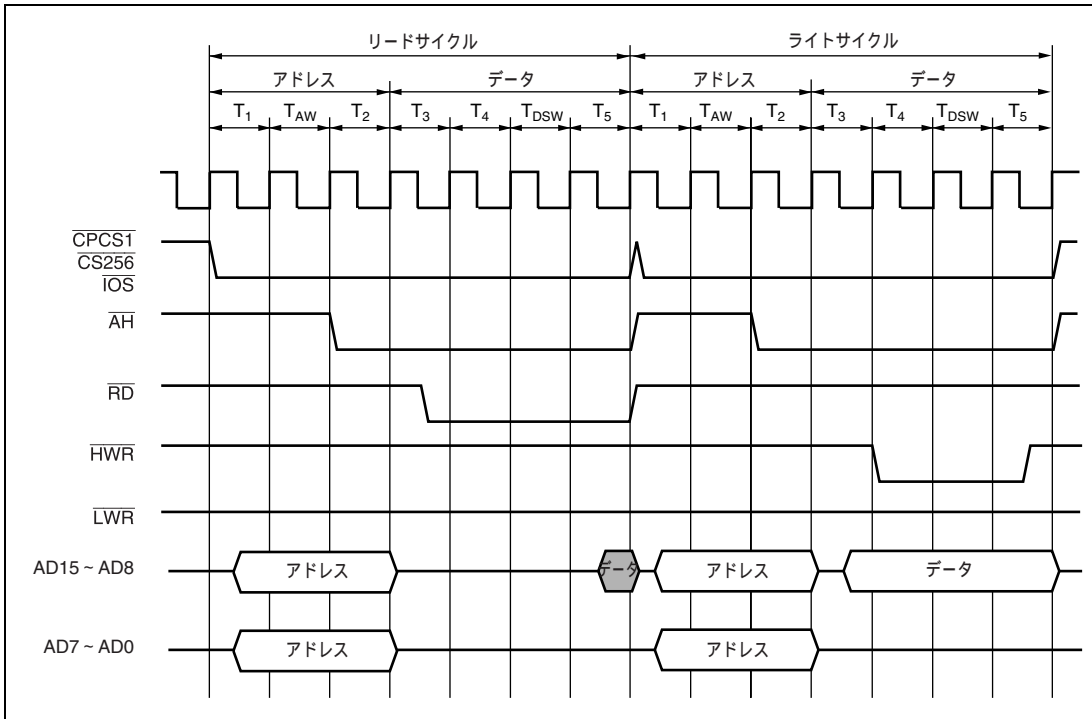 リードサイクル ライトサイクル
アドレス データ アドレス データ
T1 TAW T2 T3 T4 TDSW T5 T1 TAW T2 T3 T4 TDSW T5
CPCS1
CS256
IOS
AH
RD
HWR
LWR
AD15 ~ AD8 アドレス データ アドレス データ
AD7 ~ AD0 アドレス アドレス